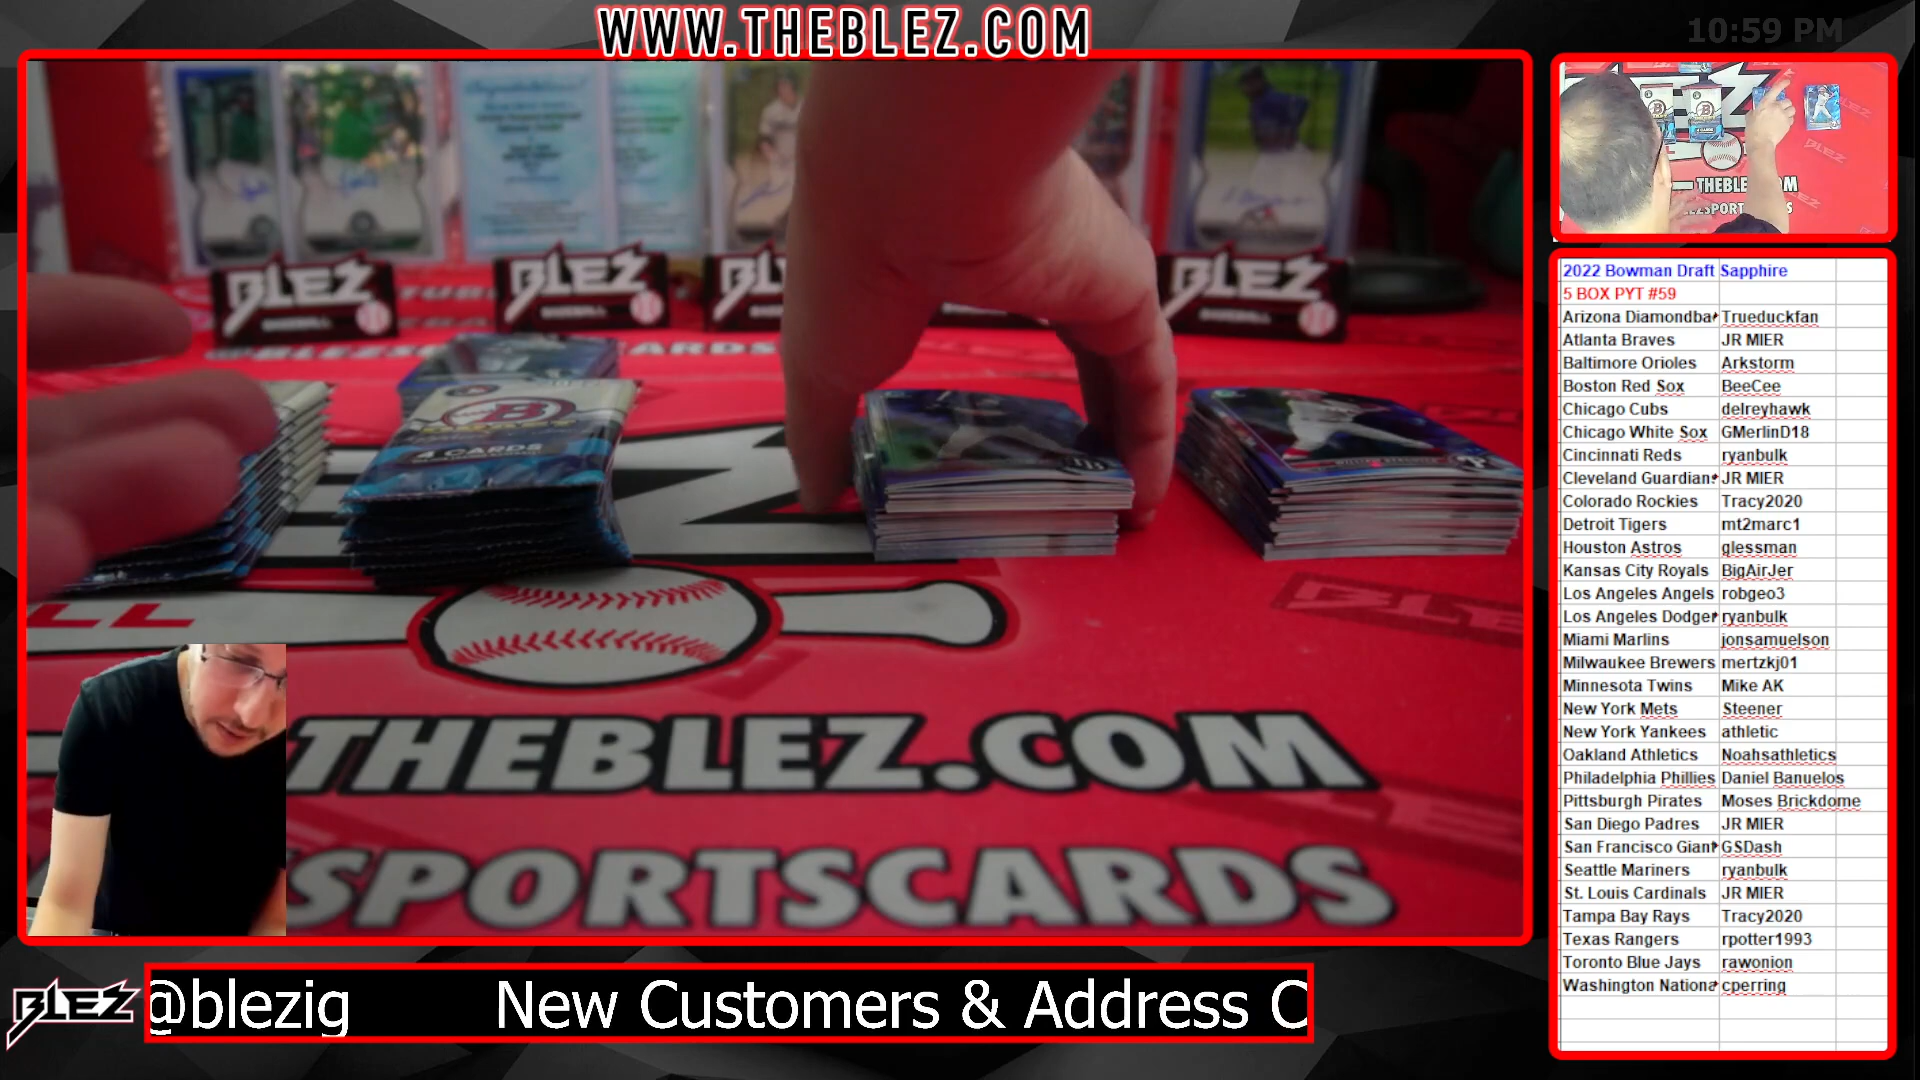 WWW.THEBLEZ.COM
10:59 PM
BLEZ
BLEZ
BLEZ
BASEBALL
BASEBALL
BASEBALL
4 CARDS
THEBLEZ.COM
SPORTSCARDS
BLEZ
2022 Bowman Draft Sapphire
5 BOX PYT #59
Arizona Diamondba Trueduckfan
Atlanta Braves JR MIER
Baltimore Orioles Arkstorm
Boston Red Sox BeeCee
Chicago Cubs delreyhawk
Chicago White Sox GMerlinD18
Cincinnati Reds ryanbulk
Cleveland Guardian JR MIER
Colorado Rockies Tracy2020
Detroit Tigers mt2marc1
Houston Astros glessman
Kansas City Royals BigAirJer
Los Angeles Angels robgeo3
Los Angeles Dodger ryanbulk
Miami Marlins jonsamuelson
Milwaukee Brewers mertzkj01
Minnesota Twins Mike AK
New York Mets Steener
New York Yankees athletic
Oakland Athletics Noahsathletics
Philadelphia Phillies Daniel Banuelos
Pittsburgh Pirates Moses Brickdome
San Diego Padres JR MIER
San Francisco Giant GSDash
Seattle Mariners ryanbulk
St. Louis Cardinals JR MIER
Tampa Bay Rays Tracy2020
Texas Rangers rpotter1993
Toronto Blue Jays rawonion
Washington Nationa cperring
BLEZ
@blezig New Customers & Address C